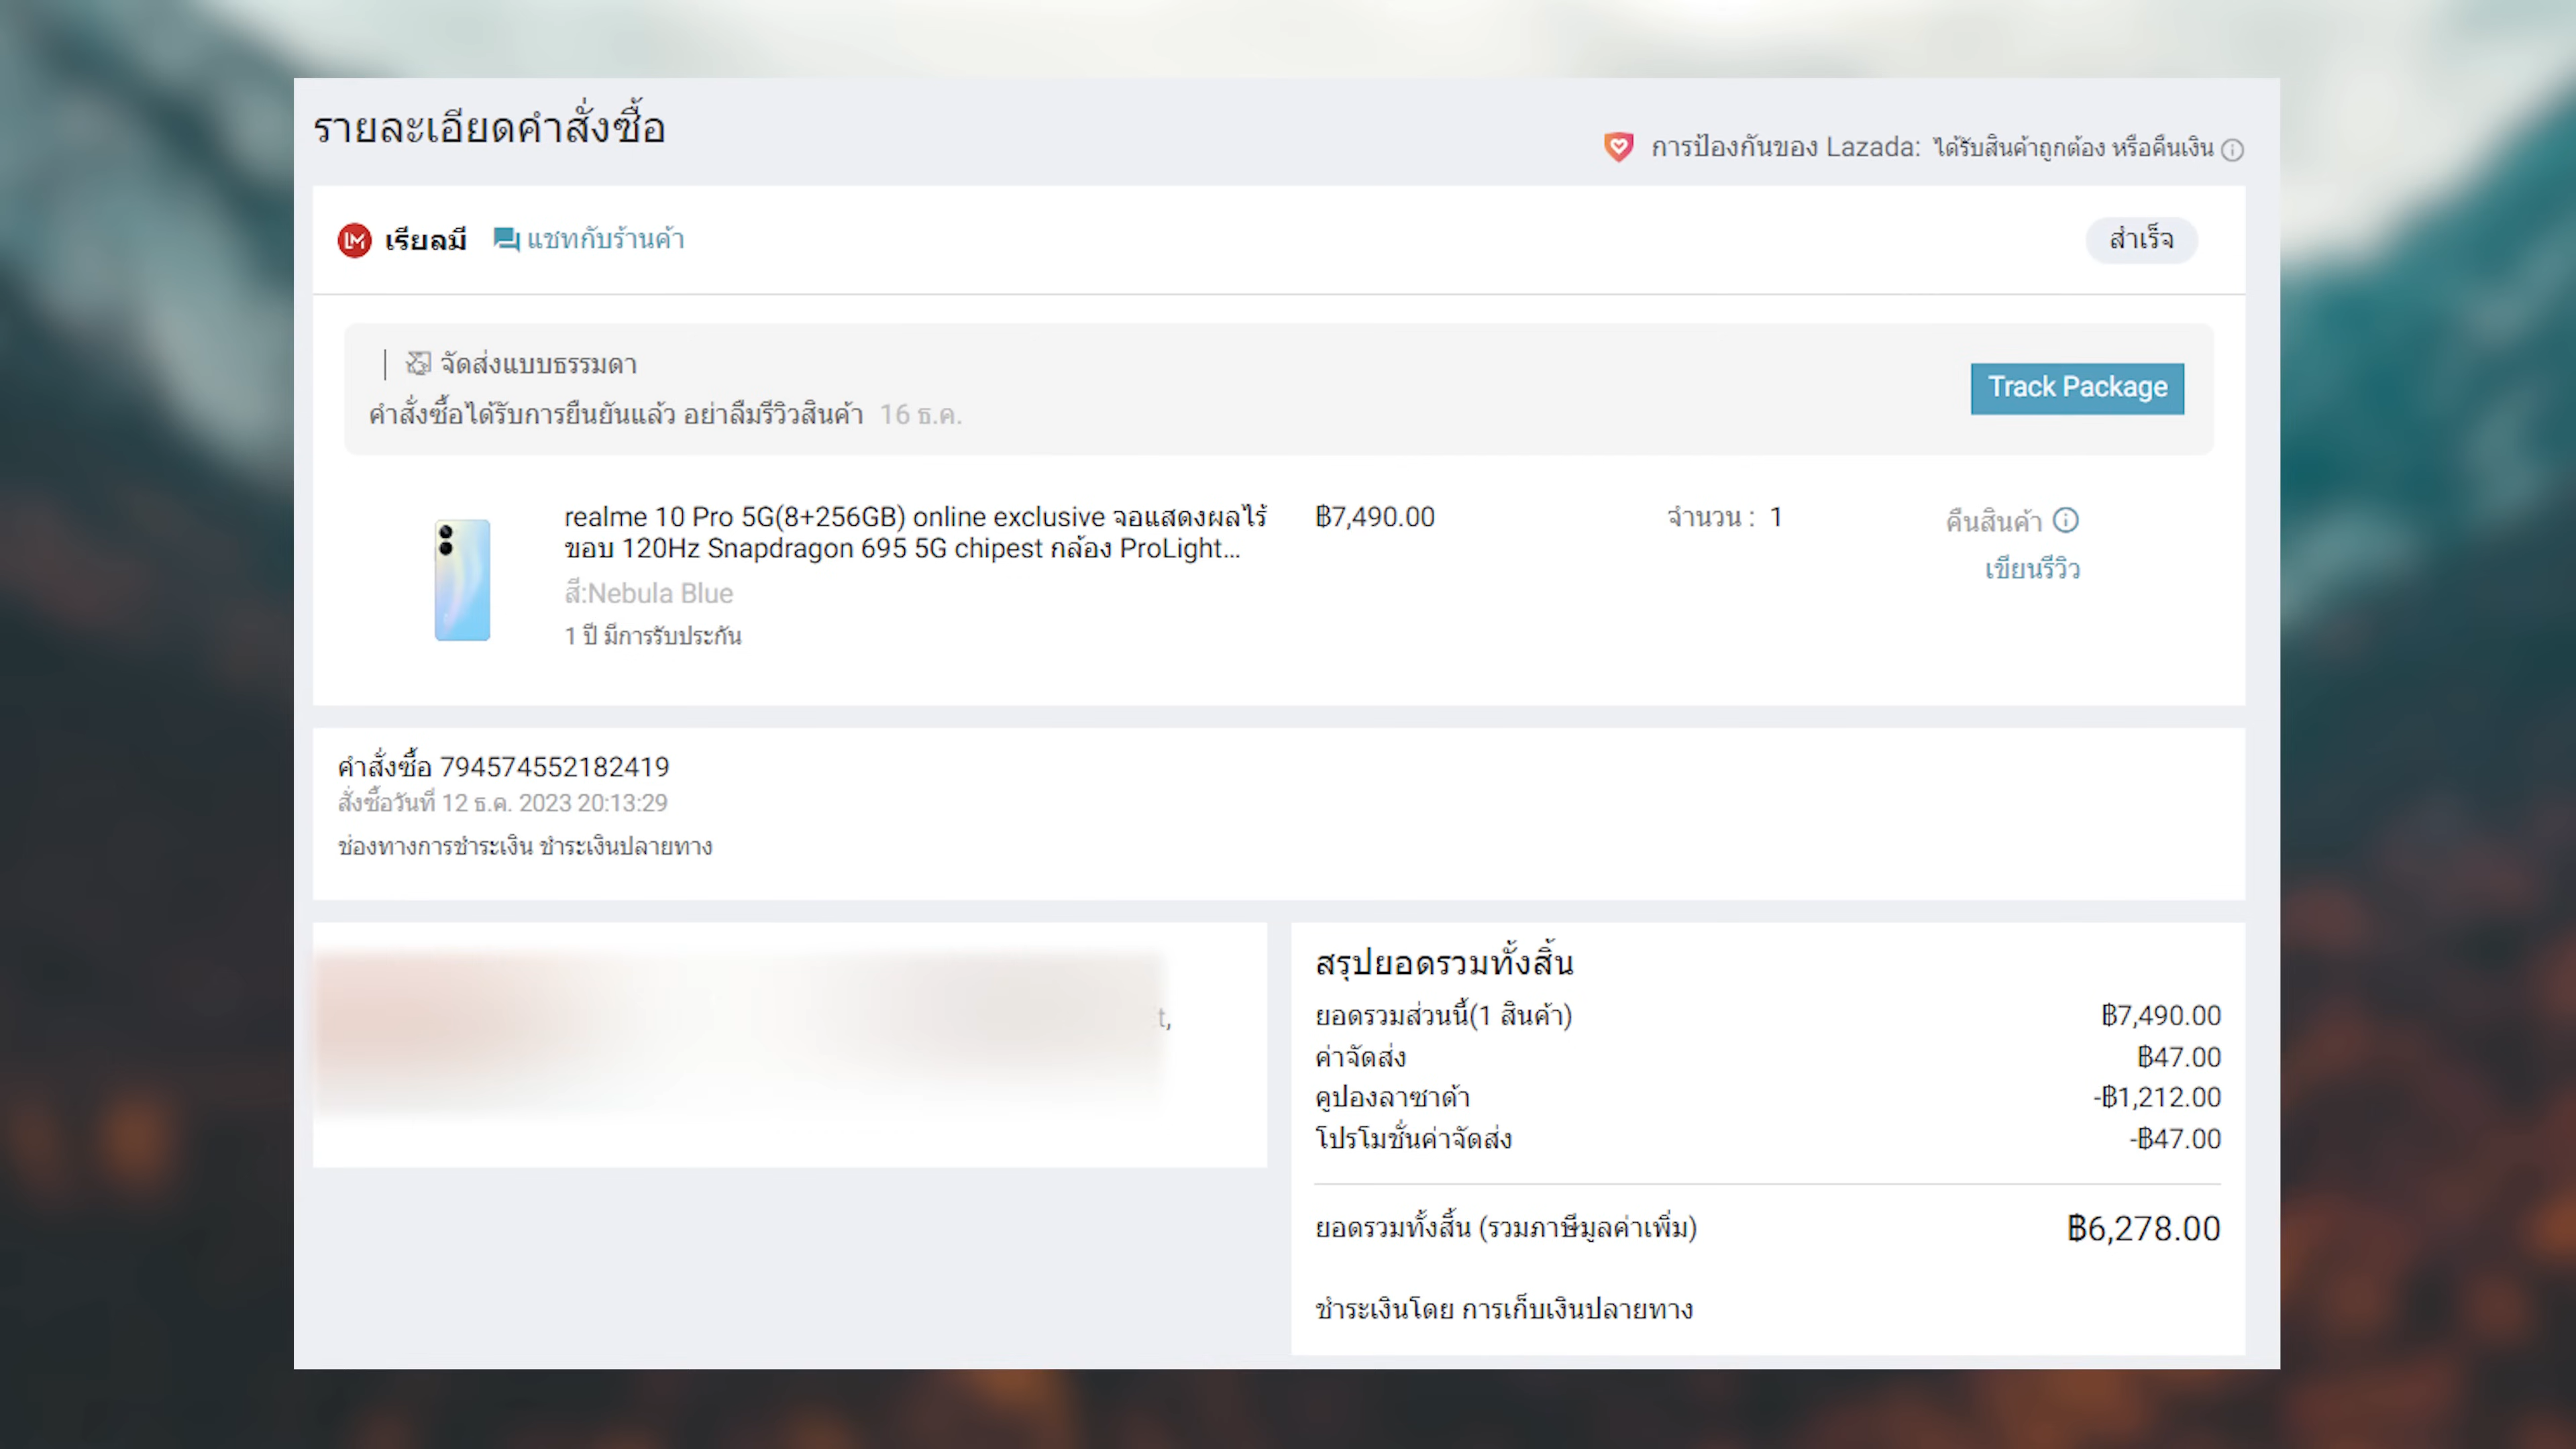 รายละเอียดคำสั่งซื้อ
การป้องกันของ Lazada: ได้รับสินค้าถูกต้อง หรือคืนเงิน
เรียลมี แชทกับร้านค้า
สำเร็จ
จัดส่งแบบธรรมดา
คำสั่งซื้อได้รับการยืนยันแล้ว อย่าลืมรีวิวสินค้า 16 ธ.ค.
Track Package
realme 10 Pro 5G(8+256GB) online exclusive จอแสดงผลไร้
ขอบ 120Hz Snapdragon 695 5G chipest กล้อง ProLight...
สี:Nebula Blue
1 ปี มีการรับประกัน
฿7,490.00
จำนวน : 1
คืนสินค้า
เขียนรีวิว
คำสั่งซื้อ 794574552182419
สั่งซื้อวันที่ 12 ธ.ค. 2023 20:13:29
ช่องทางการชำระเงิน ชำระเงินปลายทาง
สรุปยอดรวมทั้งสิ้น
ยอดรวมส่วนนี้(1 สินค้า) ฿7,490.00
ค่าจัดส่ง ฿47.00
คูปองลาซาด้า -฿1,212.00
โปรโมชั่นค่าจัดส่ง -฿47.00
ยอดรวมทั้งสิ้น (รวมภาษีมูลค่าเพิ่ม) ฿6,278.00
ชำระเงินโดย การเก็บเงินปลายทาง